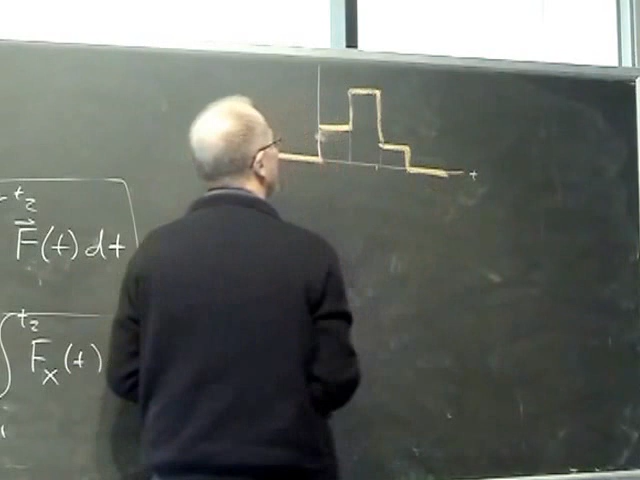 t₂
F⃗(t)dt
t
∫ t₂
Fₓ(t)